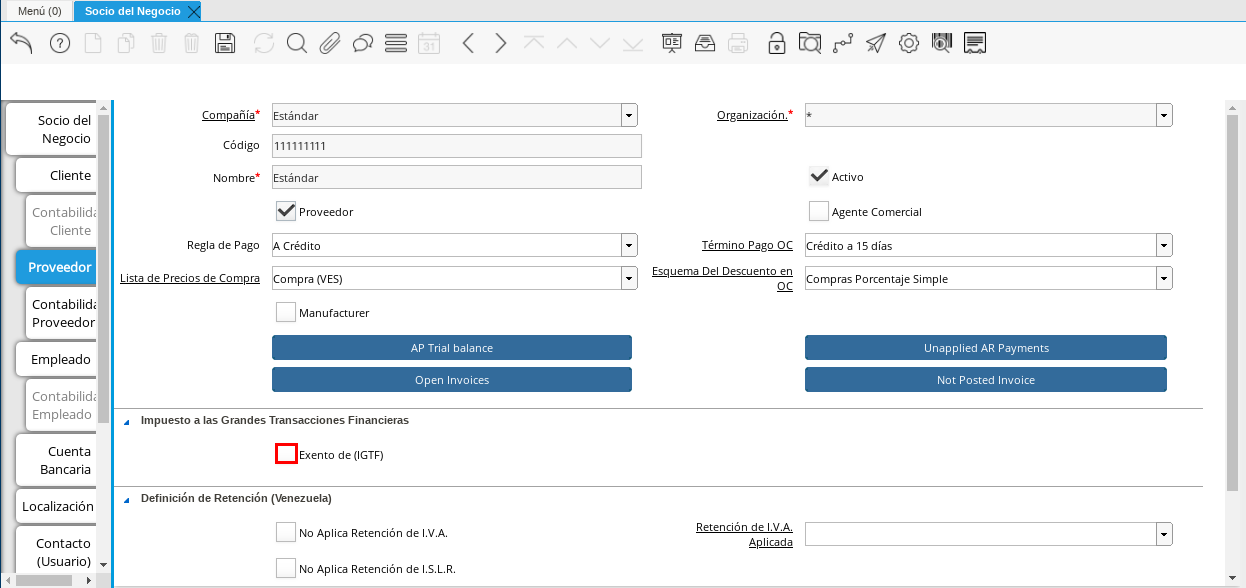 Menú (0)
Socio del Negocio
31
Socio del
Negocio
Cliente
Contabilida
Cliente
Proveedor
Contabilida
Proveedor
Empleado
Contabilida
Empleado
Cuenta
Bancaria
Localización
Contacto
(Usuario)
Compañía* Estándar Organización.* *
Código 111111111
Nombre* Estándar Activo
Proveedor Agente Comercial
Regla de Pago A Crédito Término Pago OC Crédito a 15 días
Lista de Precios de Compra Compra (VES) Esquema Del Descuento en
OC Compras Porcentaje Simple
Manufacturer
AP Trial balance Unapplied AR Payments
Open Invoices Not Posted Invoice
Impuesto a las Grandes Transacciones Financieras
Exento de (IGTF)
Definición de Retención (Venezuela)
No Aplica Retención de I.V.A. Retención de I.V.A.
Aplicada
No Aplica Retención de I.S.L.R.